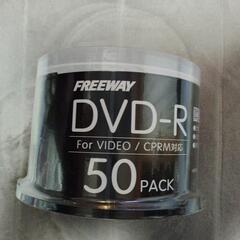 FREEWAY
DVD-R
For VIDEO / CPRM対応
50 PACK